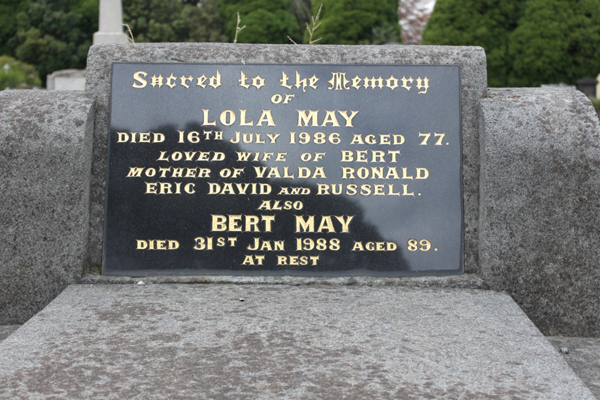 Sacred to the Memory
OF
LOLA MAY
DIED 16TH JULY 1986 AGED 77.
LOVED WIFE OF BERT
MOTHER OF VALDA RONALD
ERIC DAVID AND RUSSELL.
ALSO
BERT MAY
DIED 31ST JAN 1988 AGED 89.
AT REST